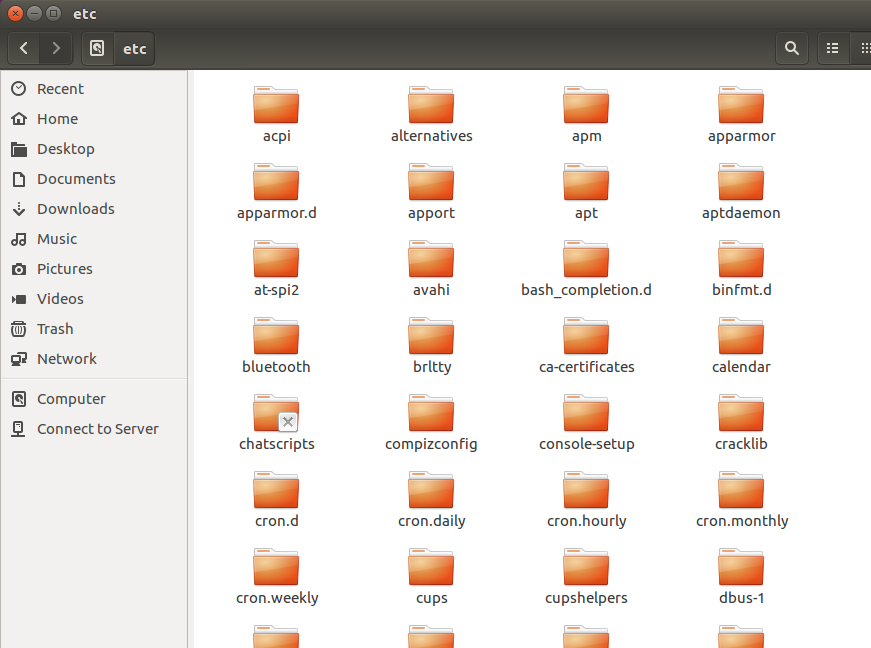 etc
etc
Recent
Home
Desktop
Documents
Downloads
Music
Pictures
Videos
Trash
Network
Computer
Connect to Server
acpi alternatives apm apparmor
apparmor.d apport apt aptdaemon
at-spi2 avahi bash_completion.d binfmt.d
bluetooth brltty ca-certificates calendar
chatscripts compizconfig console-setup cracklib
cron.d cron.daily cron.hourly cron.monthly
cron.weekly cups cupshelpers dbus-1